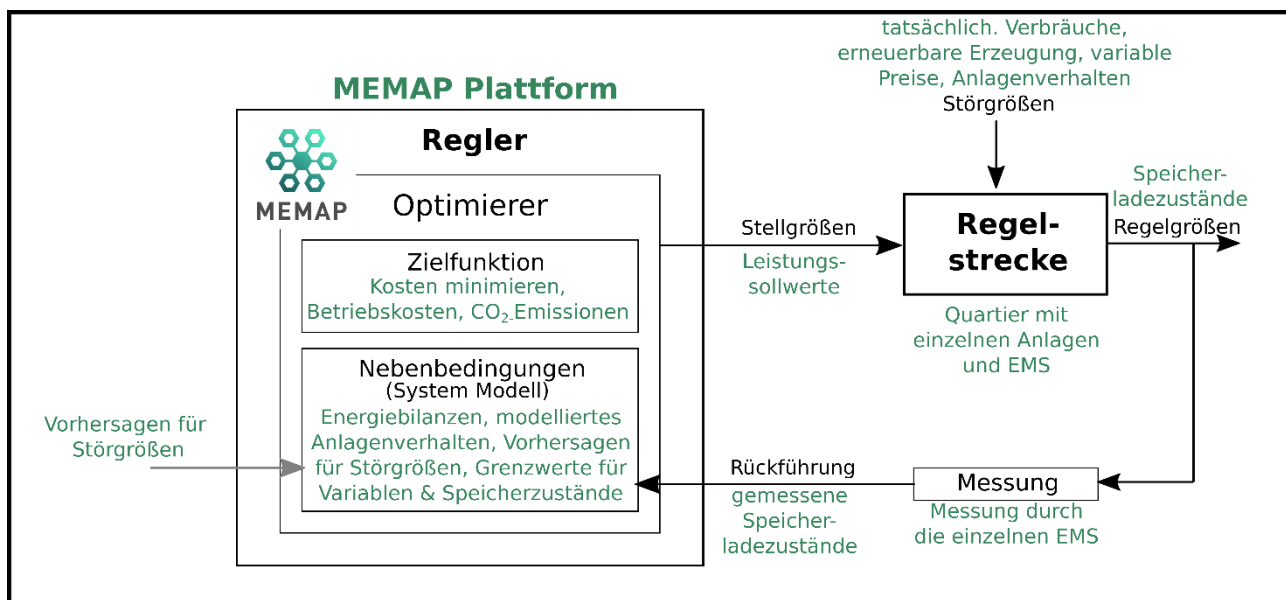 tatsächlich. Verbräuche,
erneuerbare Erzeugung, variable
Preise, Anlagenverhalten
Störgrößen
MEMAP Plattform
Regler
MEMAP
Optimierer
Zielfunktion
Kosten minimieren,
Betriebskosten, CO₂-Emissionen
Nebenbedingungen
(System Modell)
Energiebilanzen, modelliertes
Anlagenverhalten, Vorhersagen
für Störgrößen, Grenzwerte für
Variablen & Speicherzustände
Vorhersagen für
Störgrößen
Stellgrößen
Leistungs-
sollwerte
Regel-
strecke
Quartier mit
einzelnen Anlagen
und EMS
Speicher-
ladezustände
Regelgrößen
Rückführung
gemessene
Speicher-
ladezustände
Messung
Messung durch
die einzelnen EMS